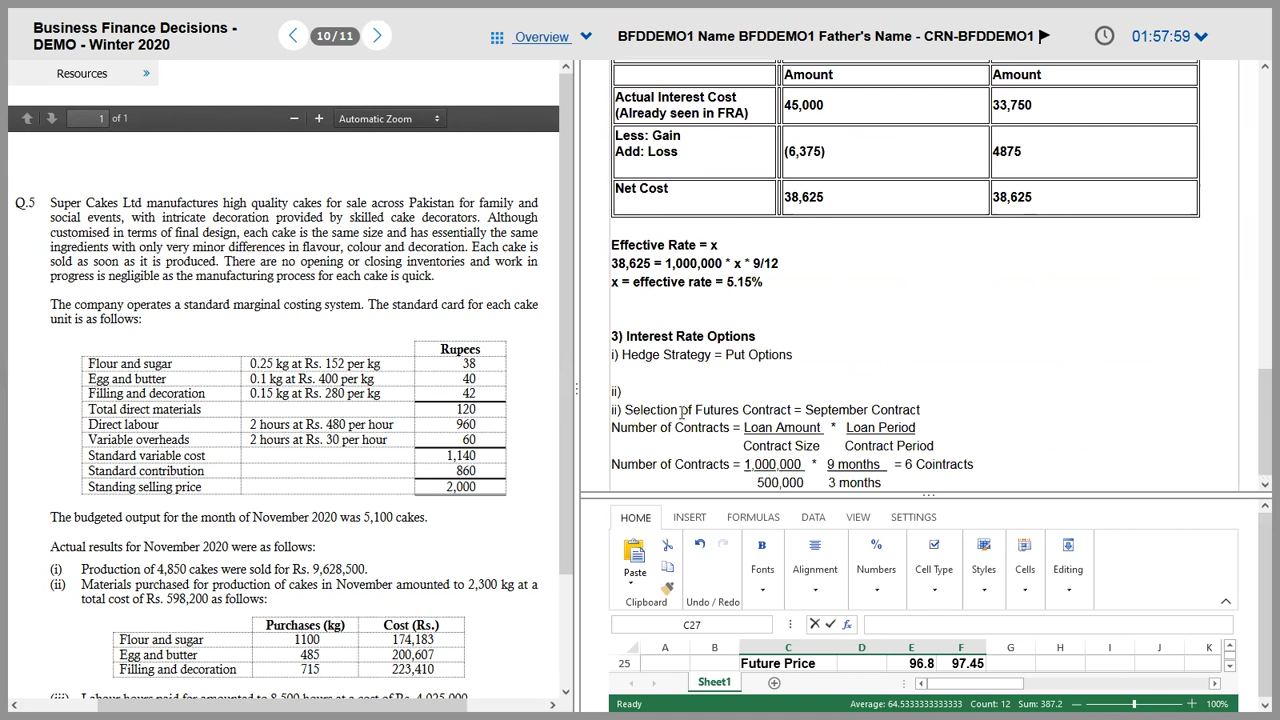 Business Finance Decisions -
DEMO - Winter 2020
10/11
Overview
BFDDEMO1 Name BFDDEMO1 Father's Name - CRN-BFDDEMO1
01:57:59
Resources »
1 of 1
Automatic Zoom
Q.5 Super Cakes Ltd manufactures high quality cakes for sale across Pakistan for family and
social events, with intricate decoration provided by skilled cake decorators. Although
customised in terms of final design, each cake is the same size and has essentially the same
ingredients with only very minor differences in flavour, colour and decoration. Each cake is
sold as soon as it is produced. There are no opening or closing inventories and work in
progress is negligible as the manufacturing process for each cake is quick.
The company operates a standard marginal costing system. The standard card for each cake
unit is as follows:
Rupees
Flour and sugar 0.25 kg at Rs. 152 per kg 38
Egg and butter 0.1 kg at Rs. 400 per kg 40
Filling and decoration 0.15 kg at Rs. 280 per kg 42
Total direct materials 120
Direct labour 2 hours at Rs. 480 per hour 960
Variable overheads 2 hours at Rs. 30 per hour 60
Standard variable cost 1,140
Standard contribution 860
Standing selling price 2,000
The budgeted output for the month of November 2020 was 5,100 cakes.
Actual results for November 2020 were as follows:
(i) Production of 4,850 cakes were sold for Rs. 9,628,500.
(ii) Materials purchased for production of cakes in November amounted to 2,300 kg at a
total cost of Rs. 598,200 as follows:
Purchases (kg) Cost (Rs.)
Flour and sugar 1100 174,183
Egg and butter 485 200,607
Filling and decoration 715 223,410
(iii) Labour hours paid for amounted to 8,500 hours at a cost of Rs. 4,025,000
Amount Amount
Actual Interest Cost
(Already seen in FRA) 45,000 33,750
Less: Gain
Add: Loss (6,375) 4875
Net Cost 38,625 38,625
Effective Rate = x
38,625 = 1,000,000 * x * 9/12
x = effective rate = 5.15%
3) Interest Rate Options
i) Hedge Strategy = Put Options
ii)
ii) Selection of Futures Contract = September Contract
Number of Contracts = Loan Amount * Loan Period
Contract Size Contract Period
Number of Contracts = 1,000,000 * 9 months = 6 Cointracts
500,000 3 months
HOME INSERT FORMULAS DATA VIEW SETTINGS
Paste Fonts Alignment Numbers Cell Type Styles Cells Editing
Clipboard Undo / Redo
C27
A B C D E F G H I J K
25 Future Price 96.8 97.45
Sheet1
Ready Average: 64.5333333333333 Count: 12 Sum: 387.2 100%